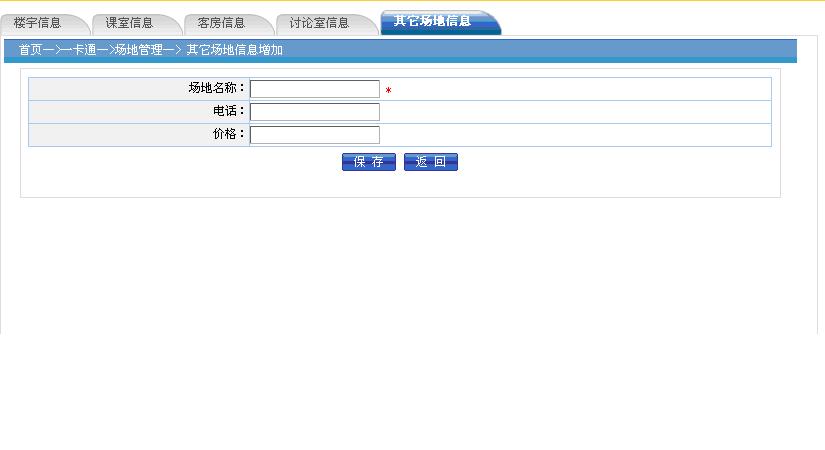 楼宇信息 课室信息 客房信息 讨论室信息 其它场地信息
首页—>一卡通—>场地管理—> 其它场地信息增加
场地名称： *
电话：
价格：
保 存 返 回